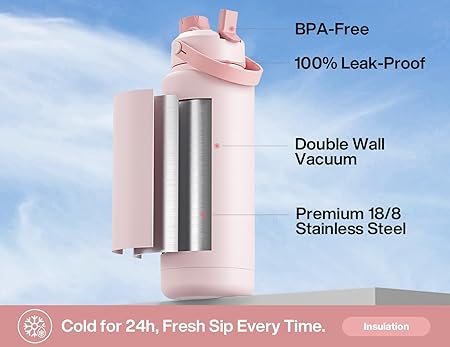 BPA-Free
100% Leak-Proof
Double Wall
Vacuum
Premium 18/8
Stainless Steel
Cold for 24h, Fresh Sip Every Time.
Insulation